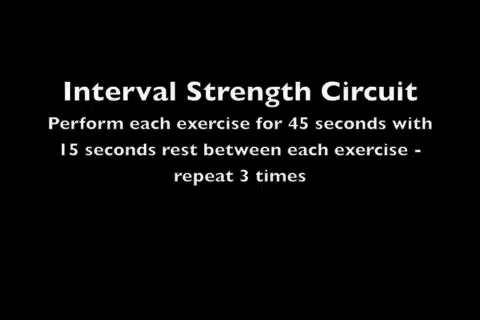 Interval Strength Circuit
Perform each exercise for 45 seconds with
15 seconds rest between each exercise -
repeat 3 times